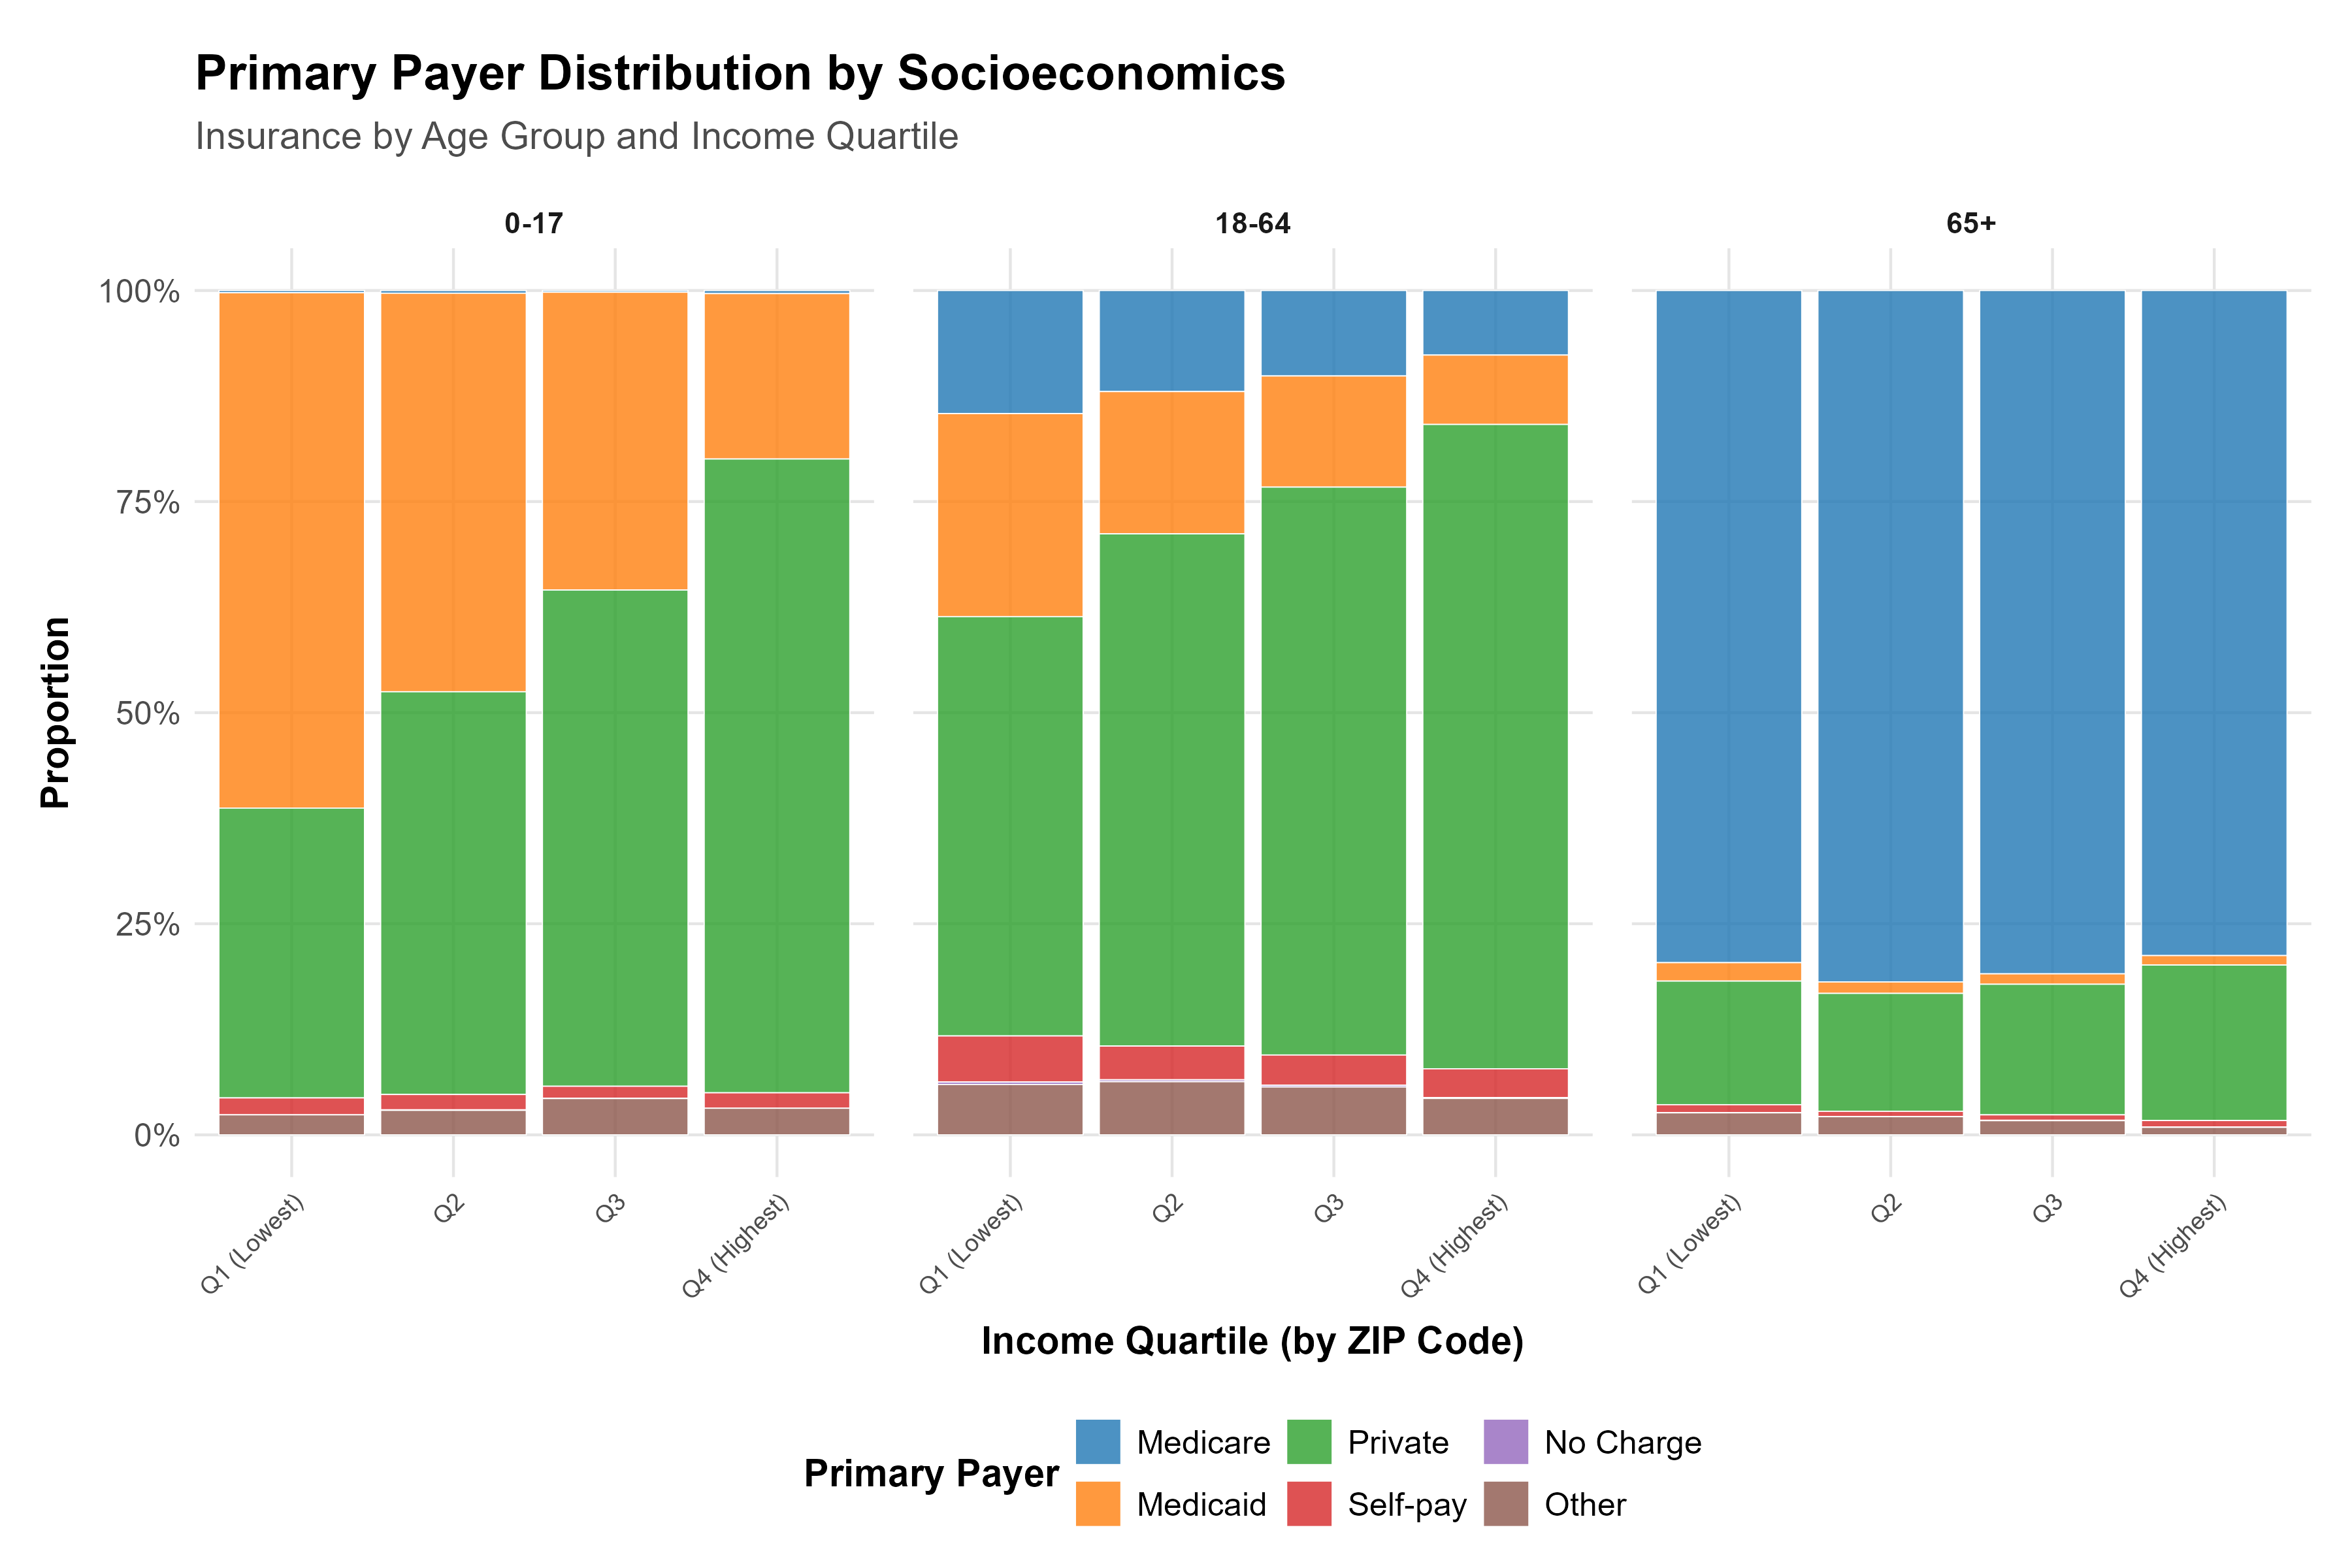 Primary Payer Distribution by Socioeconomics
Insurance by Age Group and Income Quartile
0-17 18-64 65+
100%
75%
50%
25%
0%
Proportion
Q1 (Lowest) Q2 Q3 Q4 (Highest) Q1 (Lowest) Q2 Q3 Q4 (Highest) Q1 (Lowest) Q2 Q3 Q4 (Highest)
Income Quartile (by ZIP Code)
Primary Payer
Medicare Private No Charge
Medicaid Self-pay Other